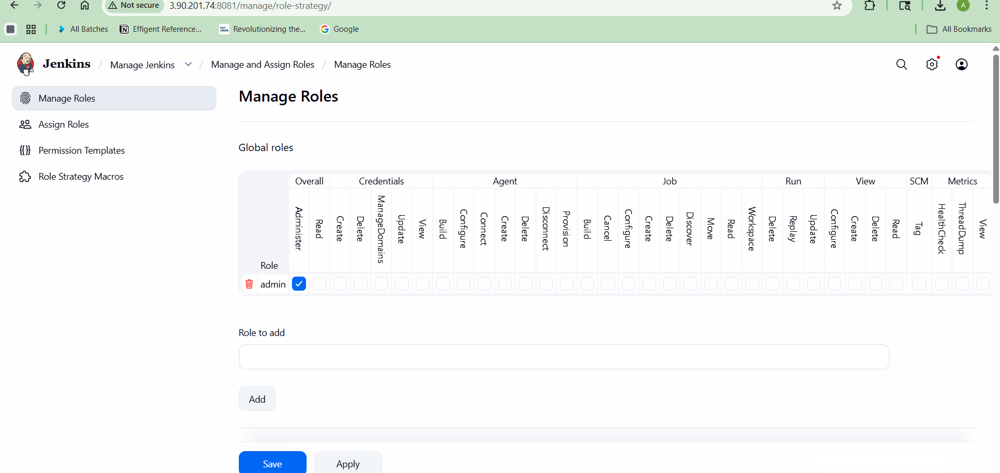 Not secure 3.90.201.74:8081/manage/role-strategy/ A
All Batches Effigent Reference... Revolutionizing the... Google All Bookmarks
Jenkins / Manage Jenkins / Manage and Assign Roles / Manage Roles
Manage Roles
Assign Roles
Permission Templates
Role Strategy Macros
Manage Roles
Global roles
Overall Credentials Agent Job Run View SCM Metrics
Role Administer Read Create Delete ManageDomains Update View Build Configure Connect Create Delete Disconnect Provision Build Cancel Configure Create Delete Discover Move Read Workspace Delete Replay Update Configure Create Delete Read Tag HealthCheck ThreadDump View
admin
Role to add
Add
Save Apply